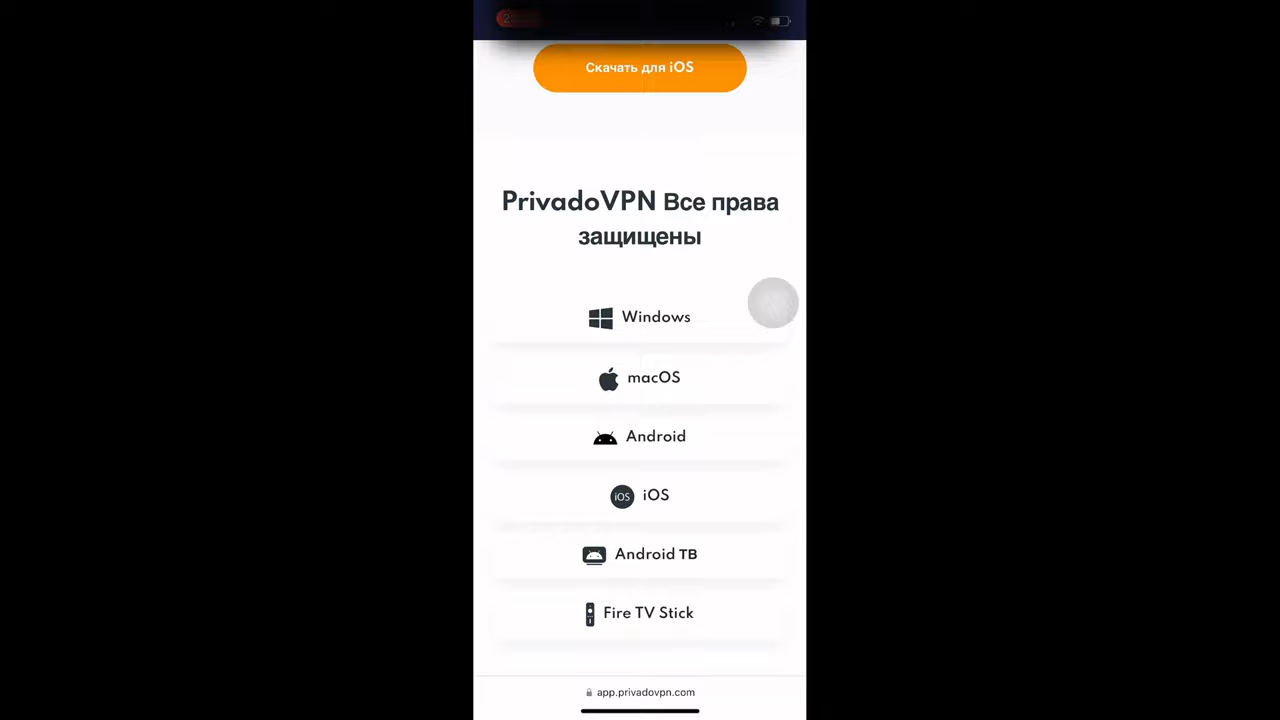 Скачать для iOS
PrivadoVPN Все права
защищены
Windows
macOS
Android
iOS iOS
Android ТВ
Fire TV Stick
app.privadovpn.com